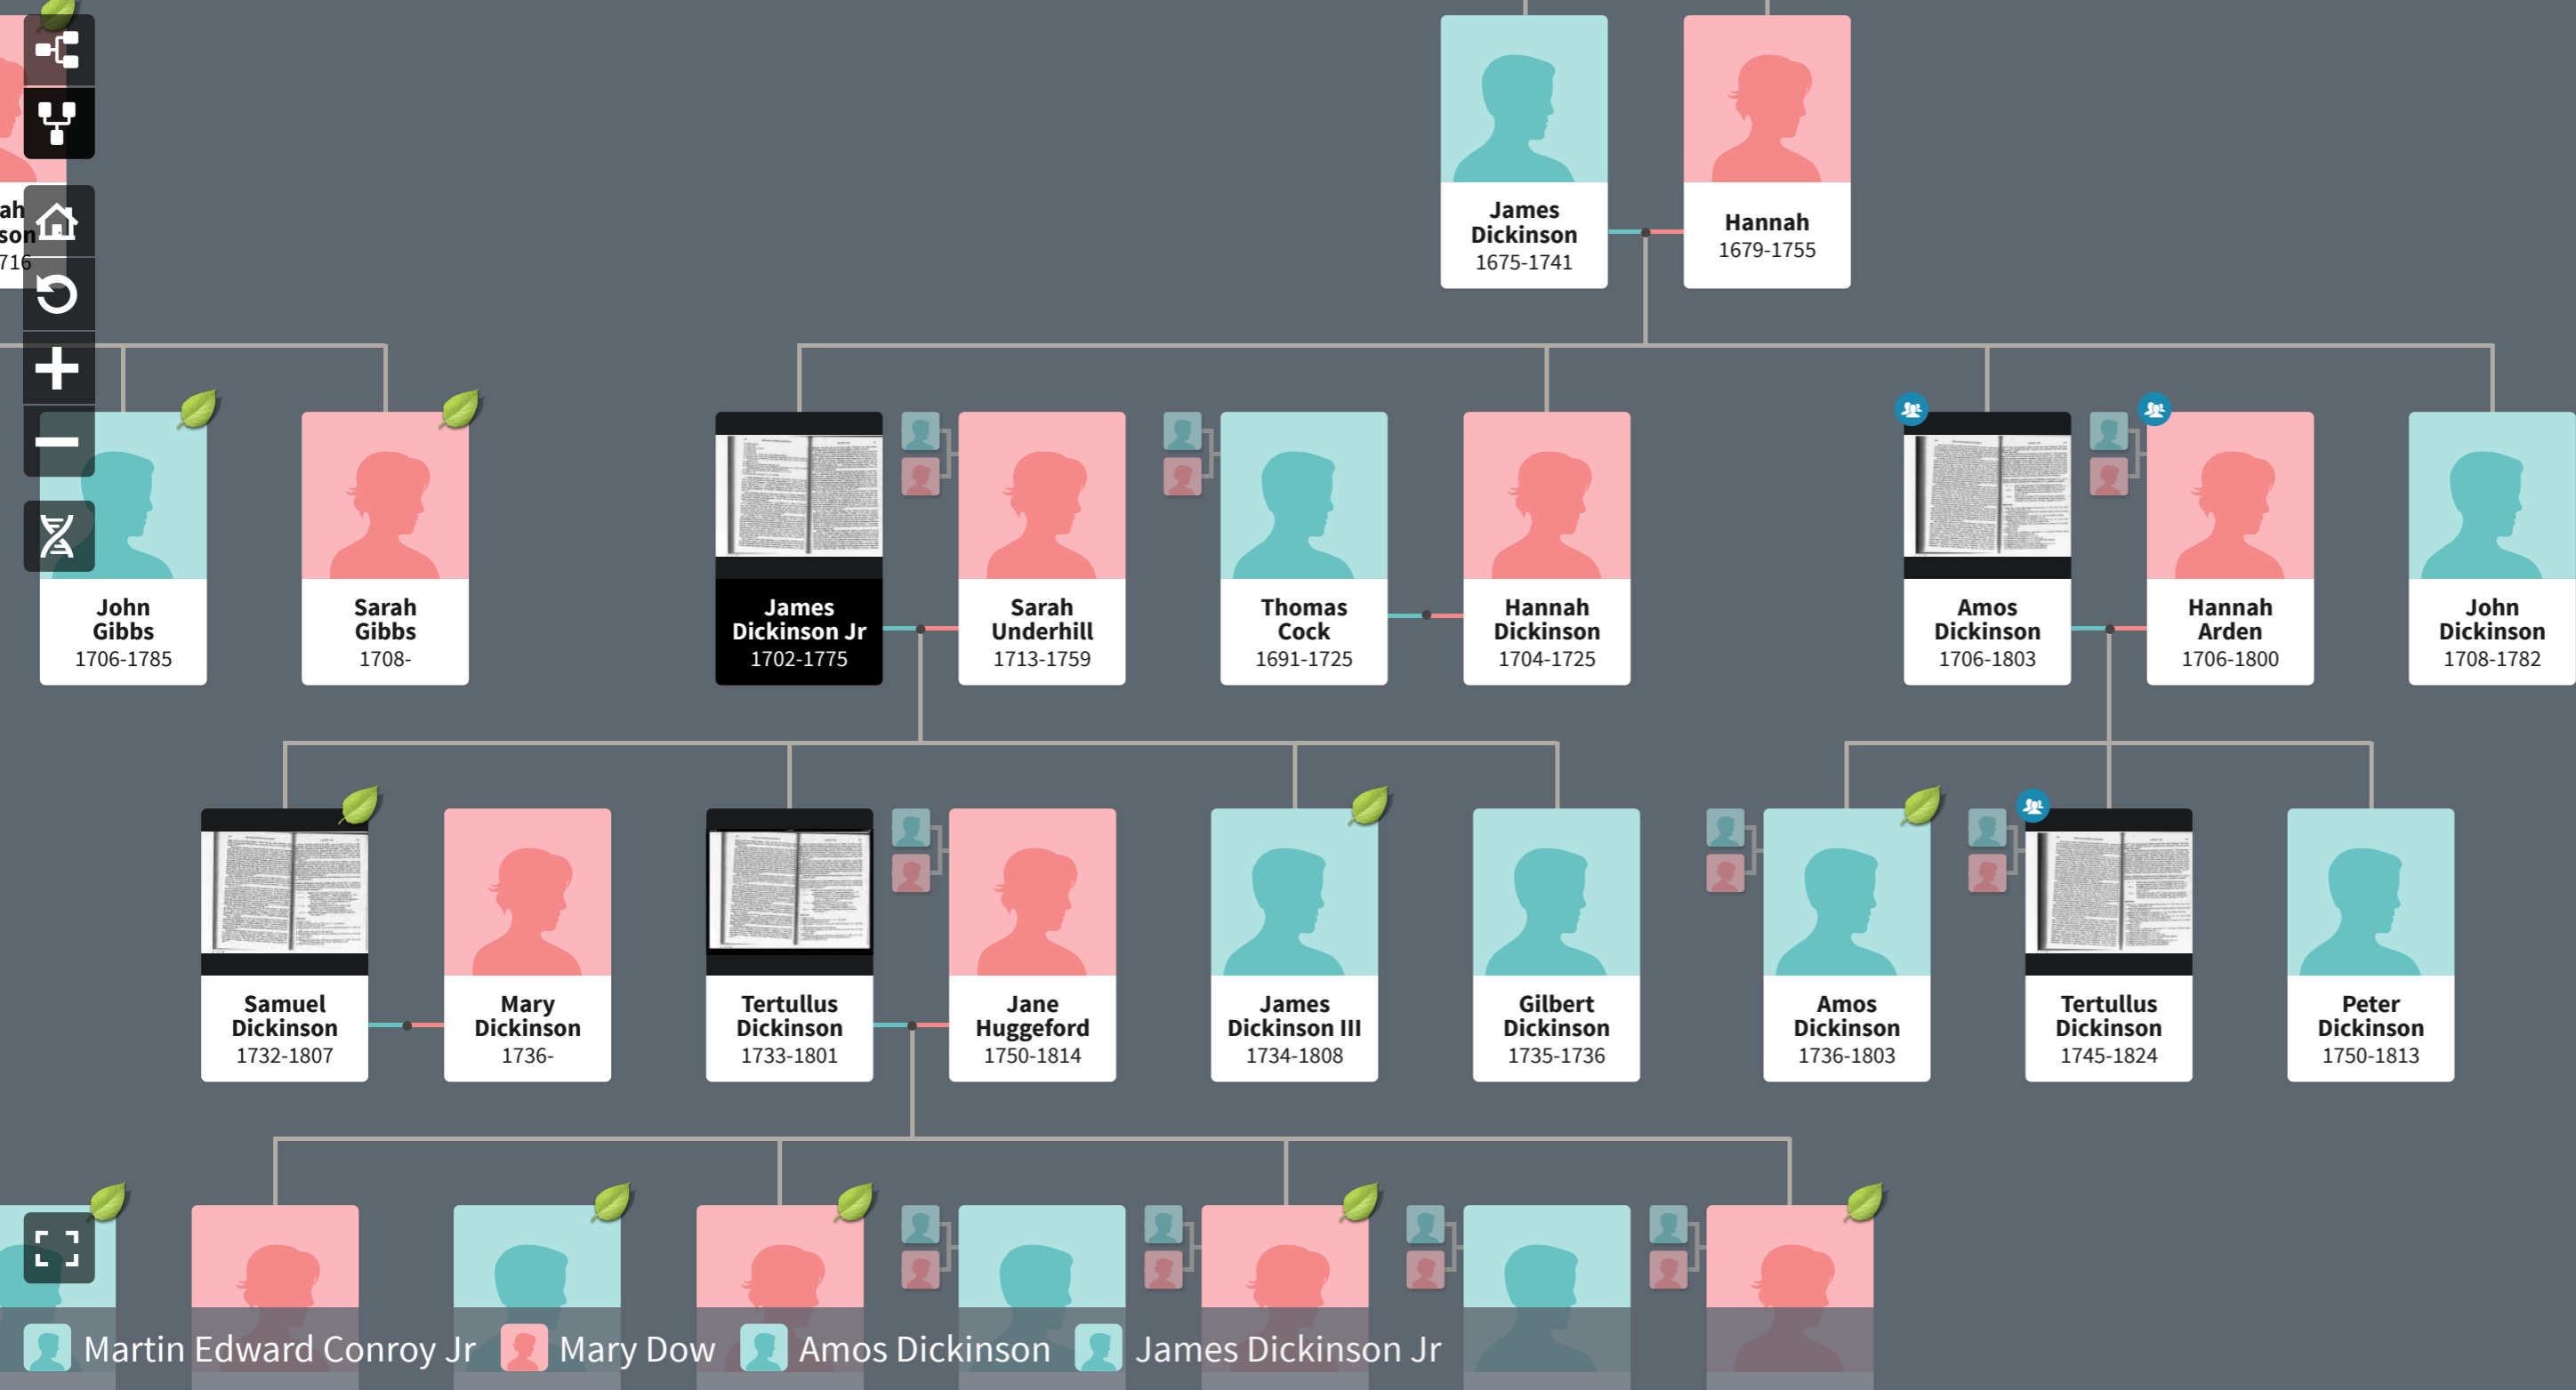 ah
son
716
James
Dickinson
1675-1741
Hannah
1679-1755
John
Gibbs
1706-1785
Sarah
Gibbs
1708-
James
Dickinson Jr
1702-1775
Sarah
Underhill
1713-1759
Thomas
Cock
1691-1725
Hannah
Dickinson
1704-1725
Amos
Dickinson
1706-1803
Hannah
Arden
1706-1800
John
Dickinson
1708-1782
Samuel
Dickinson
1732-1807
Mary
Dickinson
1736-
Tertullus
Dickinson
1733-1801
Jane
Huggeford
1750-1814
James
Dickinson III
1734-1808
Gilbert
Dickinson
1735-1736
Amos
Dickinson
1736-1803
Tertullus
Dickinson
1745-1824
Peter
Dickinson
1750-1813
Martin Edward Conroy Jr
Mary Dow
Amos Dickinson
James Dickinson Jr